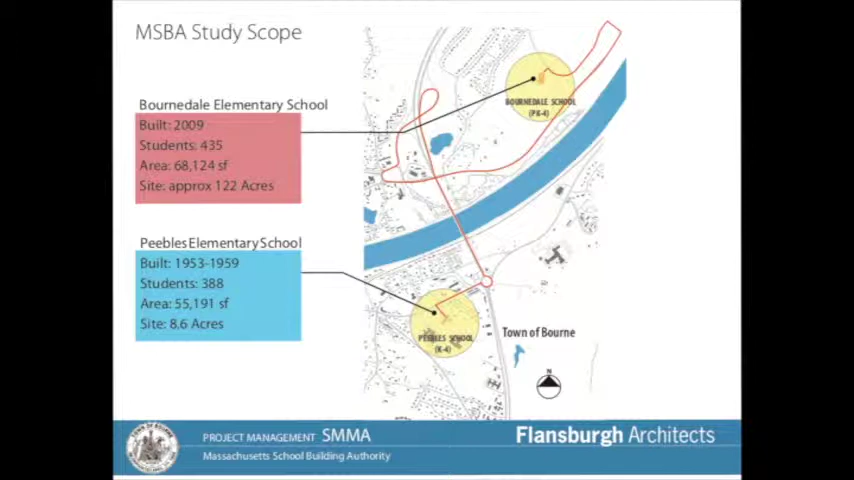 MSBA Study Scope
Bournedale Elementary School
Built: 2009
Students: 435
Area: 68,124 sf
Site: approx 122 Acres
Peebles Elementary School
Built: 1953-1959
Students: 388
Area: 55,191 sf
Site: 8.6 Acres
BOURNEDALE SCHOOL
(PK-4)
PEEBLES SCHOOL
(K-4)
Town of Bourne
N
PROJECT MANAGEMENT SMMA
Massachusetts School Building Authority
Flansburgh Architects